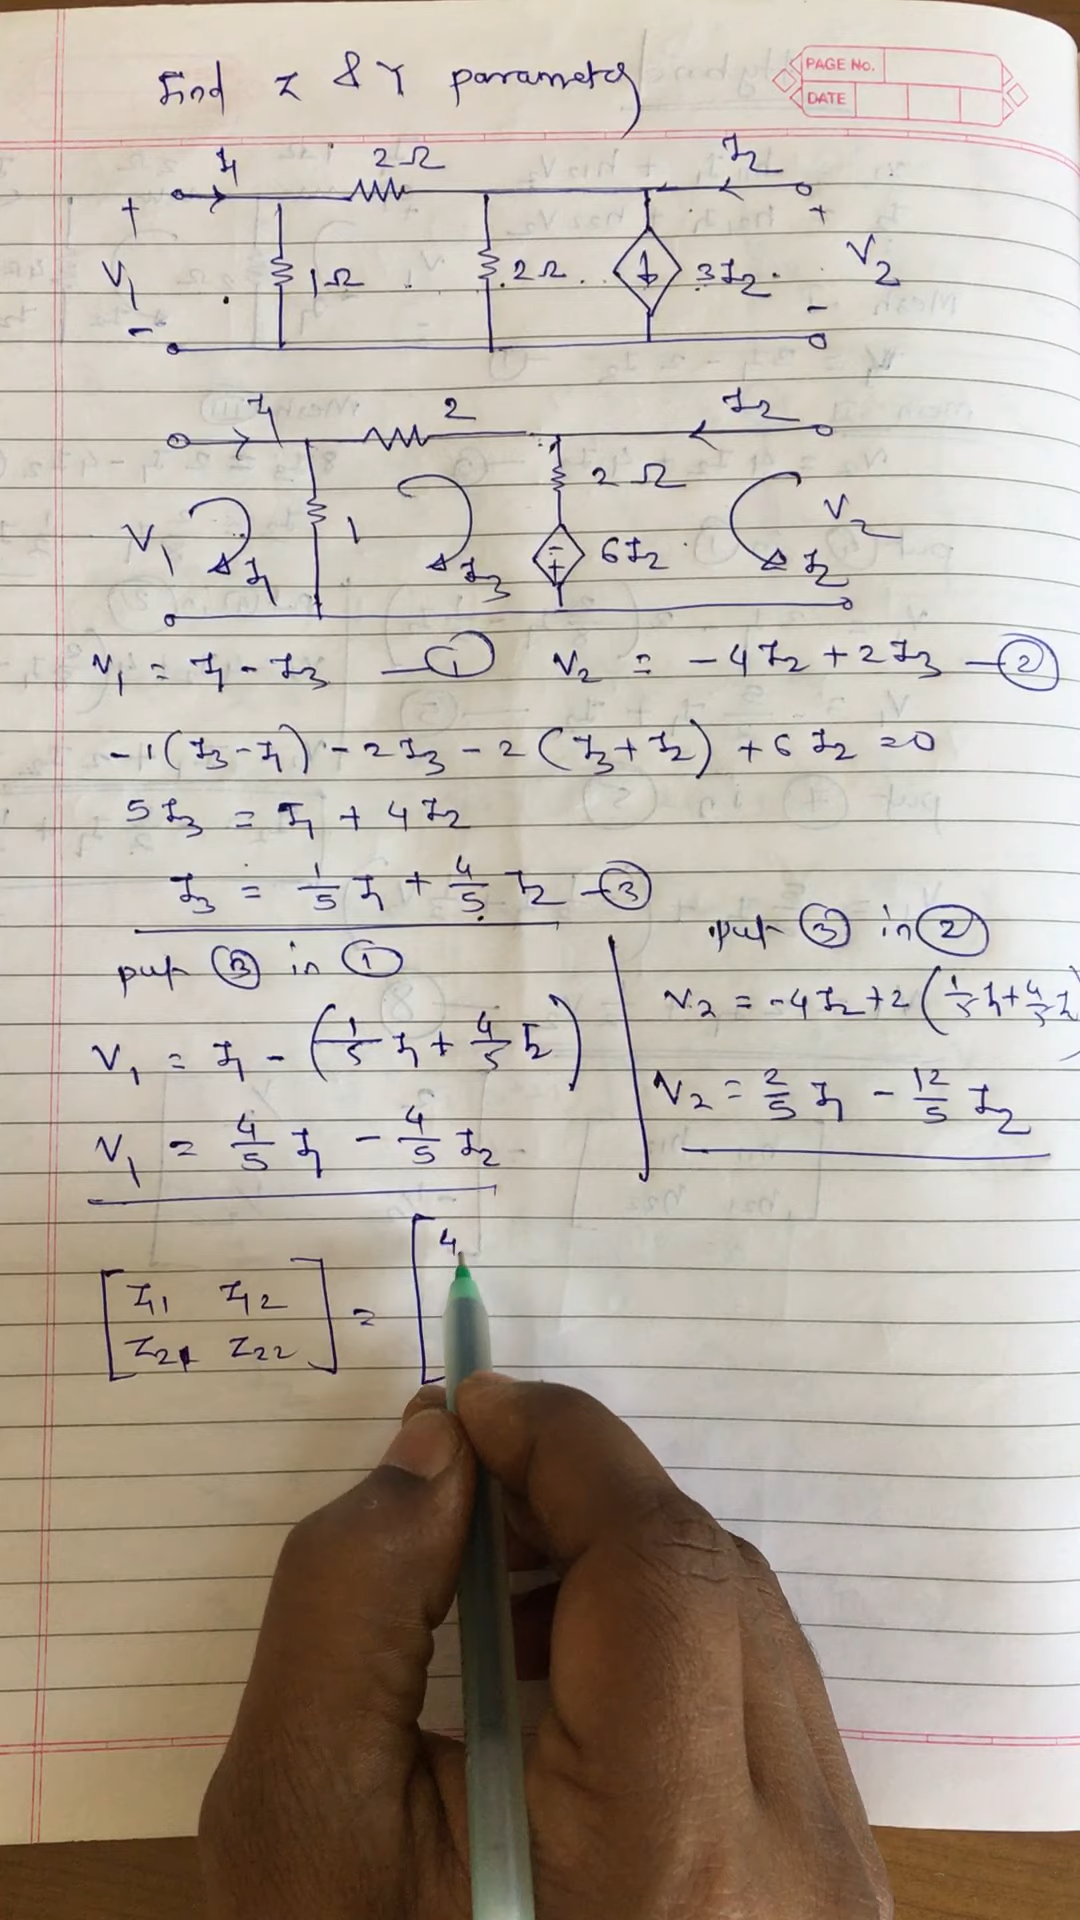 Find Z & Y parameter
PAGE No.
DATE
I1 2Ω I2
+ V1 - 1Ω 2Ω 3I2 + V2 -
I1 2 I2
V1 I1 1 I3 2Ω - + 6I2 I2 V2
V1 = I1 - I3 — ①
V2 = -4I2 + 2I3 — ②
-1(I3 - I1) - 2I3 - 2(I3 + I2) + 6I2 = 0
5I3 = I1 + 4I2
I3 = 1/5 I1 + 4/5 I2 — ③
put ③ in ①
V1 = I1 - (1/5 I1 + 4/5 I2)
V1 = 4/5 I1 - 4/5 I2
put ③ in ②
V2 = -4I2 + 2(1/5 I1 + 4/5 I
V2 = 2/5 I1 - 12/5 I2
[Z11 Z12
Z21 Z22] = [4